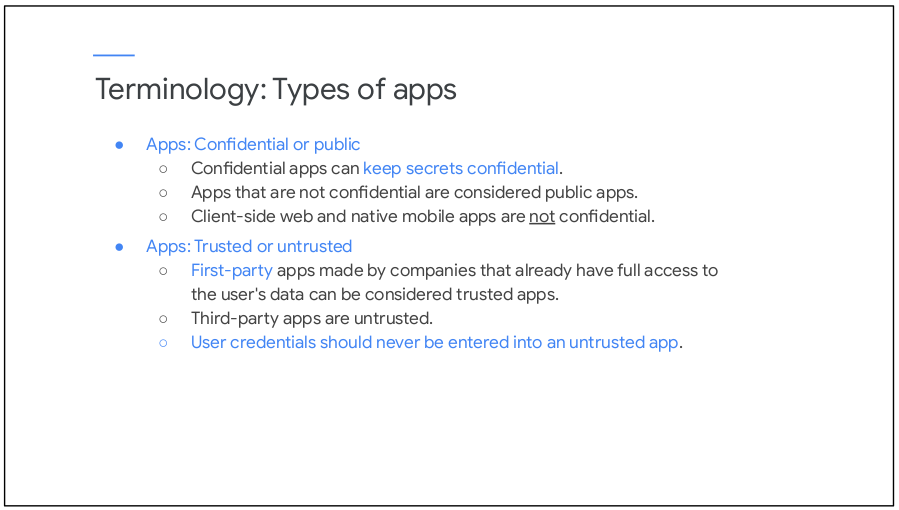 Terminology: Types of apps
● Apps: Confidential or public
○ Confidential apps can keep secrets confidential.
○ Apps that are not confidential are considered public apps.
○ Client-side web and native mobile apps are not confidential.
● Apps: Trusted or untrusted
○ First-party apps made by companies that already have full access to
the user's data can be considered trusted apps.
○ Third-party apps are untrusted.
○ User credentials should never be entered into an untrusted app.